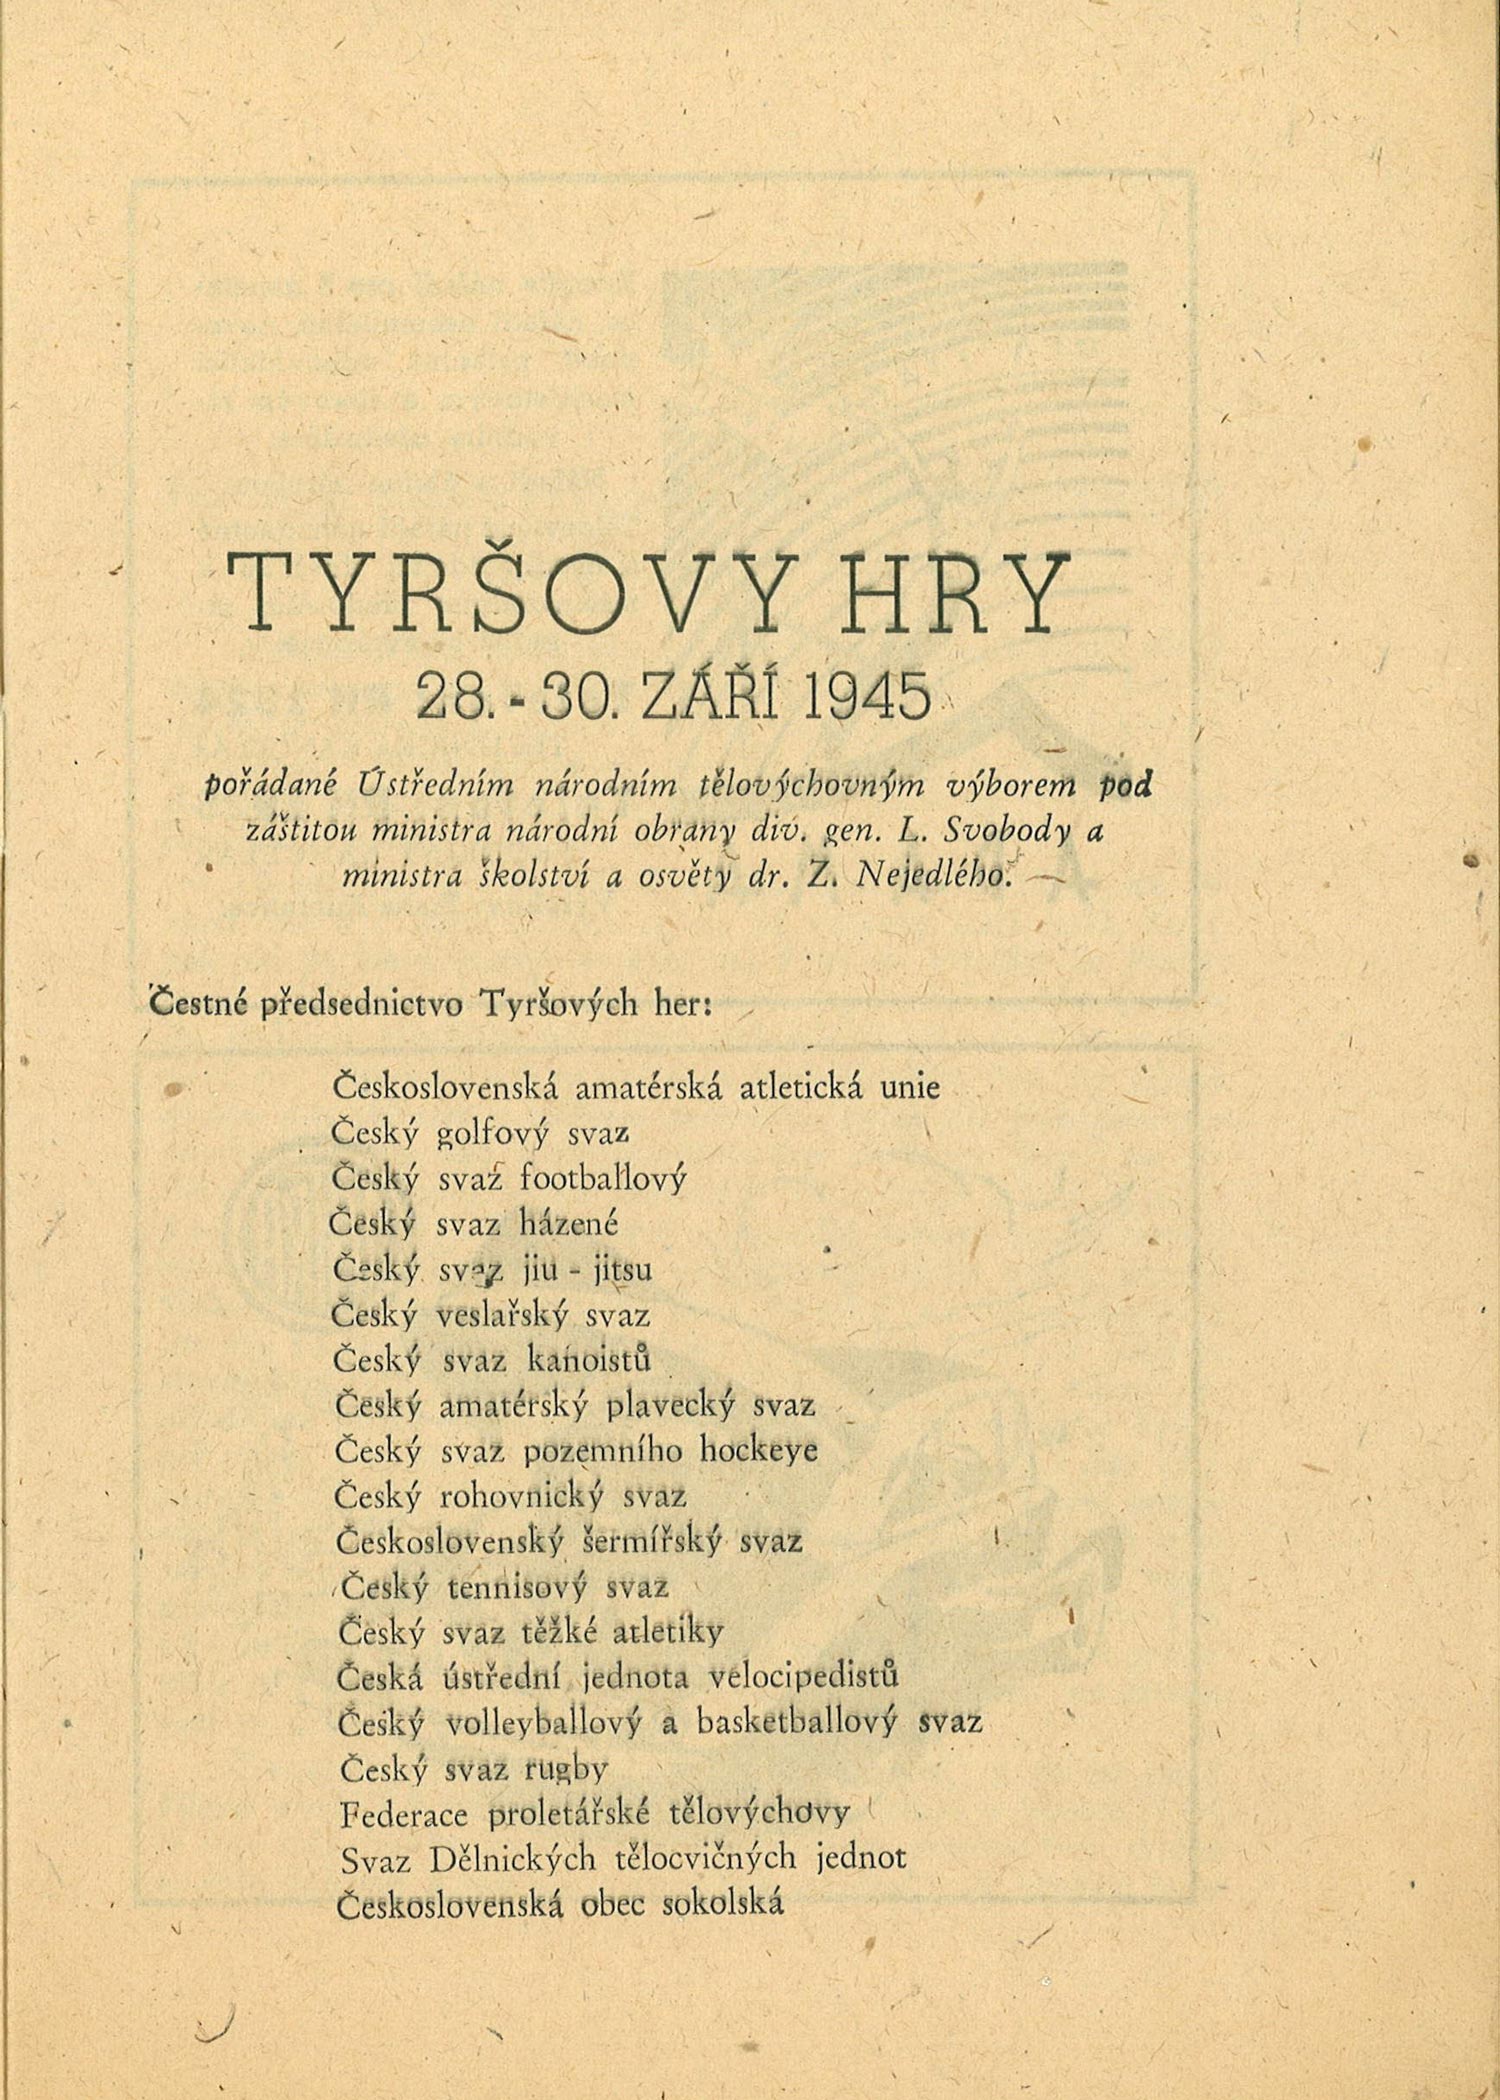 TYRŠOVY HRY
28.-30. ZÁŘÍ 1945
pořádané Ústředním národním tělovýchovným výborem pod
záštitou ministra národní obrany div. gen. L. Svobody a
ministra školství a osvěty dr. Z. Nejedlého.
Čestné předsednictvo Tyršových her:
Československá amatérská atletická unie
Český golfový svaz
Český svaz footballový
Český svaz házené
Český svaz jiu - jitsu
Český veslařský svaz
Český svaz kanoistů
Český amatérský plavecký svaz
Český svaz pozemního hockeye
Český rohovnický svaz
Československý šermířský svaz
Český tennisový svaz
Český svaz těžké atletiky
Česká ústřední jednota velocipedistů
Český volleyballový a basketballový svaz
Český svaz rugby
Federace proletářské tělovýchovy
Svaz Dělnických tělocvičných jednot
Československá obec sokolská